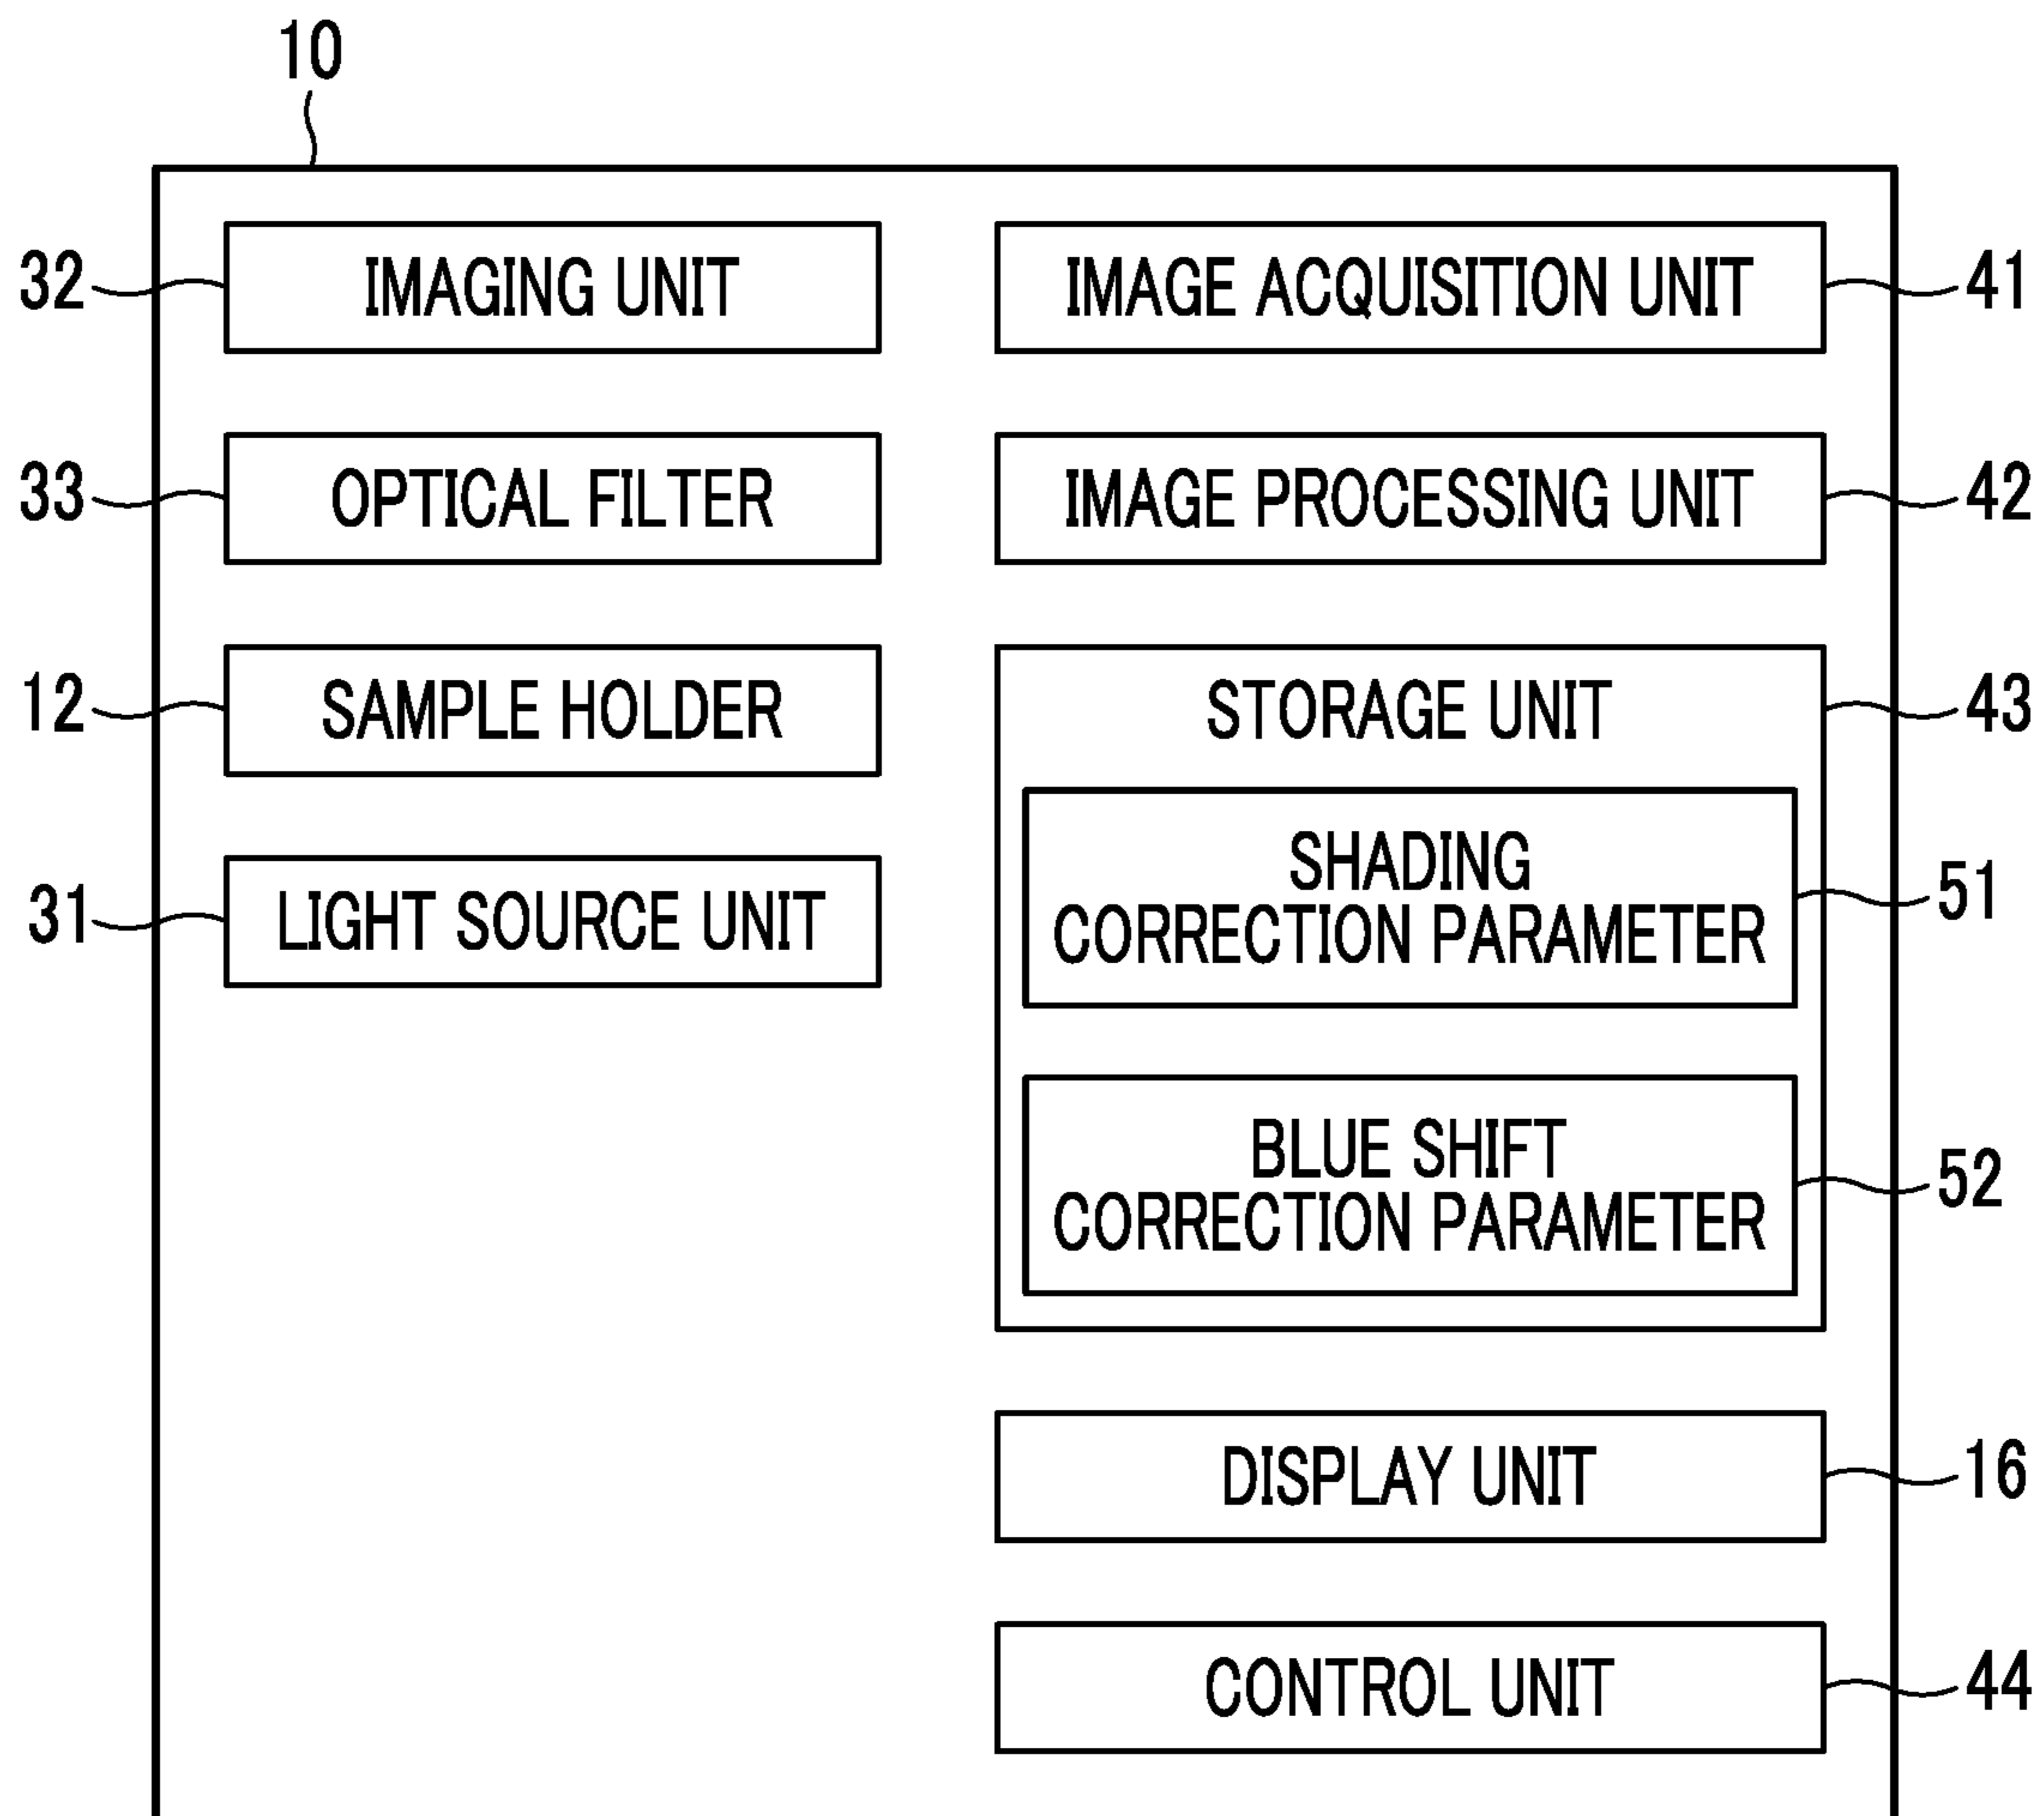 10
32
IMAGING UNIT
33
OPTICAL FILTER
12
SAMPLE HOLDER
31
LIGHT SOURCE UNIT
IMAGE ACQUISITION UNIT
41
IMAGE PROCESSING UNIT
42
STORAGE UNIT
43
SHADING
CORRECTION PARAMETER
51
BLUE SHIFT
CORRECTION PARAMETER
52
DISPLAY UNIT
16
CONTROL UNIT
44